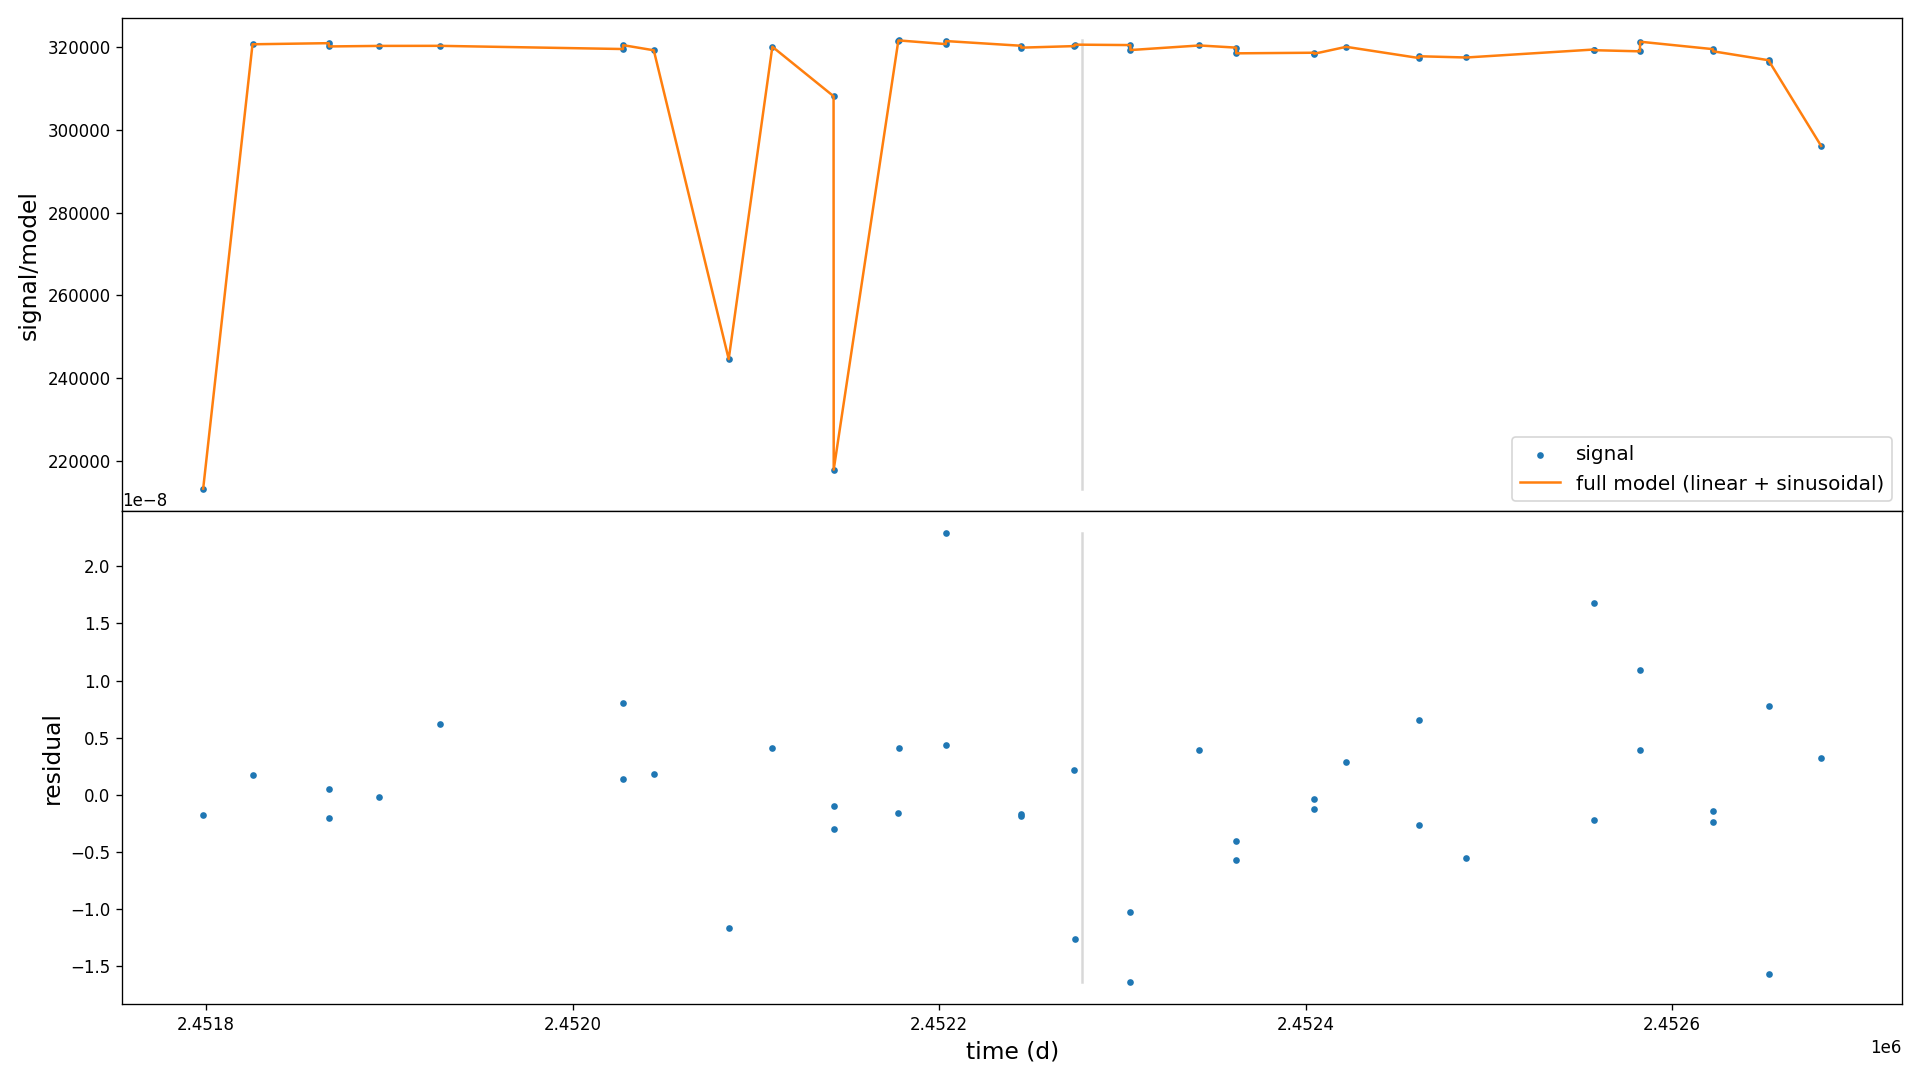 320000
300000
280000
260000
240000
220000
signal/model
signal
full model (linear + sinusoidal)
1e−8
2.0
1.5
1.0
0.5
0.0
−0.5
−1.0
−1.5
residual
2.4518
2.4520
2.4522
2.4524
2.4526
1e6
time (d)